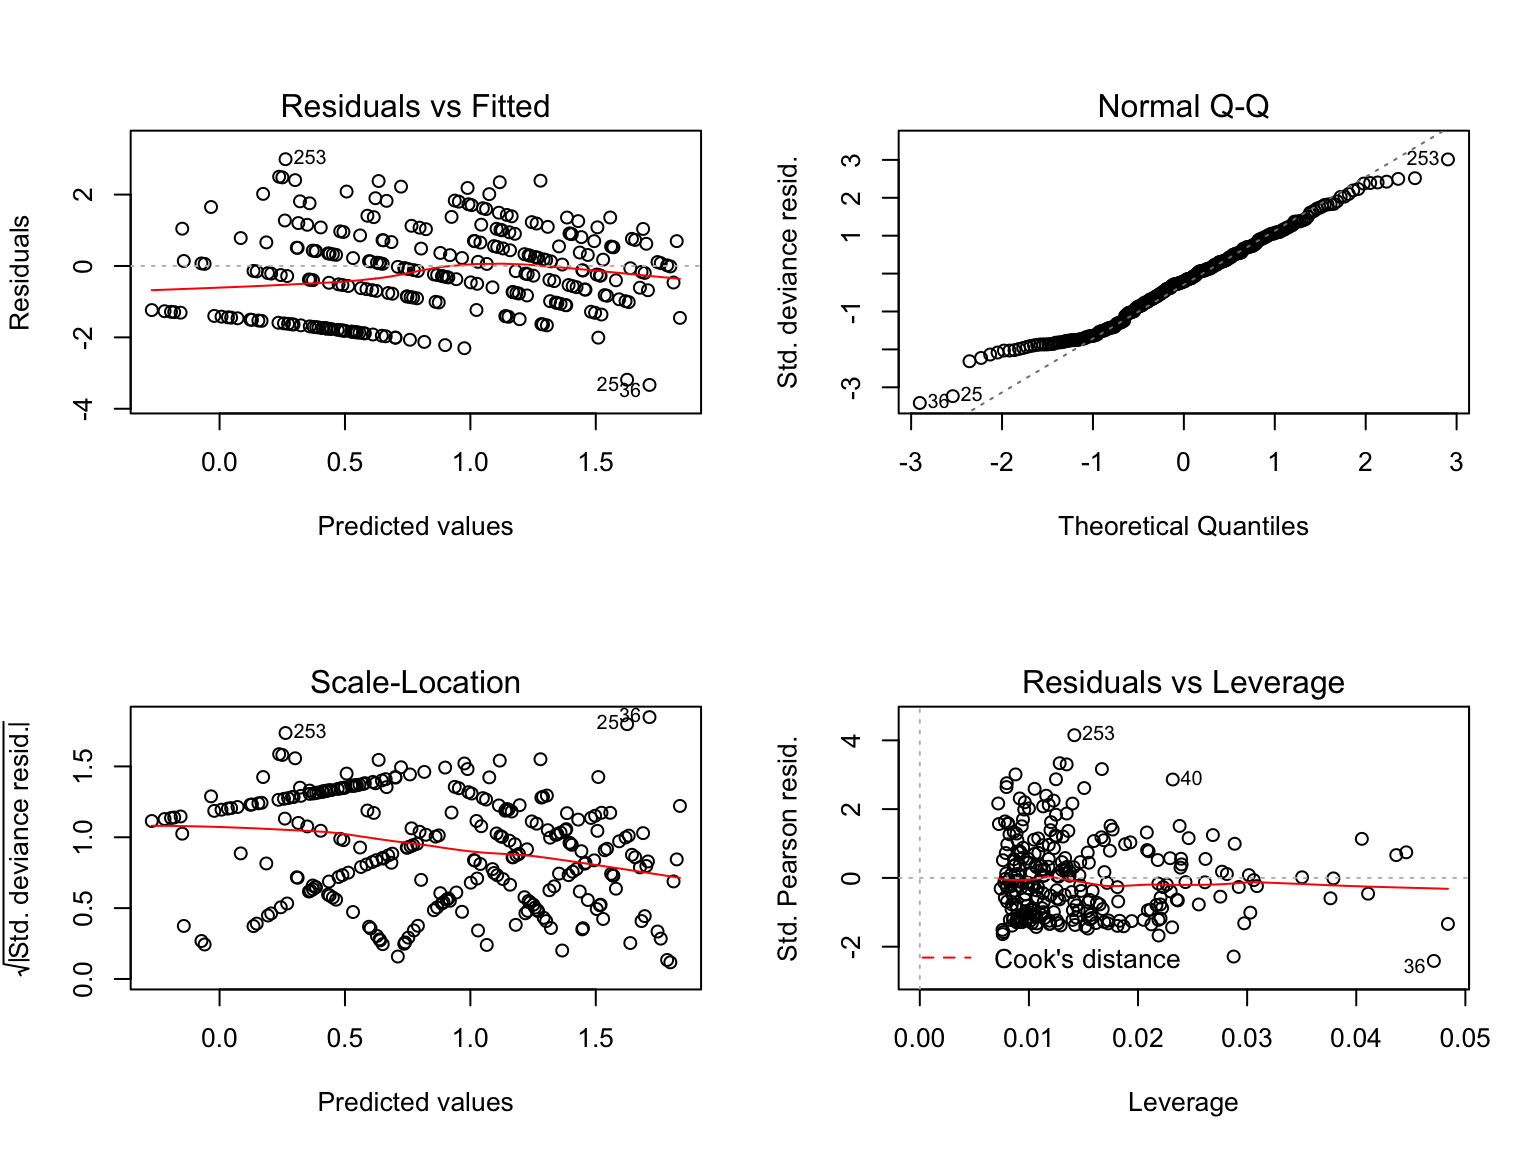 Residuals vs Fitted
Residuals
2
0
-2
-4
253
25
36
0.0 0.5 1.0 1.5
Predicted values
Normal Q-Q
Std. deviance resid.
3
2
1
-1
-3
253
36
25
-3 -2 -1 0 1 2 3
Theoretical Quantiles
Scale-Location
√|Std. deviance resid.|
1.5
1.0
0.5
0.0
253
25
36
0.0 0.5 1.0 1.5
Predicted values
Residuals vs Leverage
Std. Pearson resid.
4
2
0
-2
253
40
36
Cook's distance
0.00 0.01 0.02 0.03 0.04 0.05
Leverage